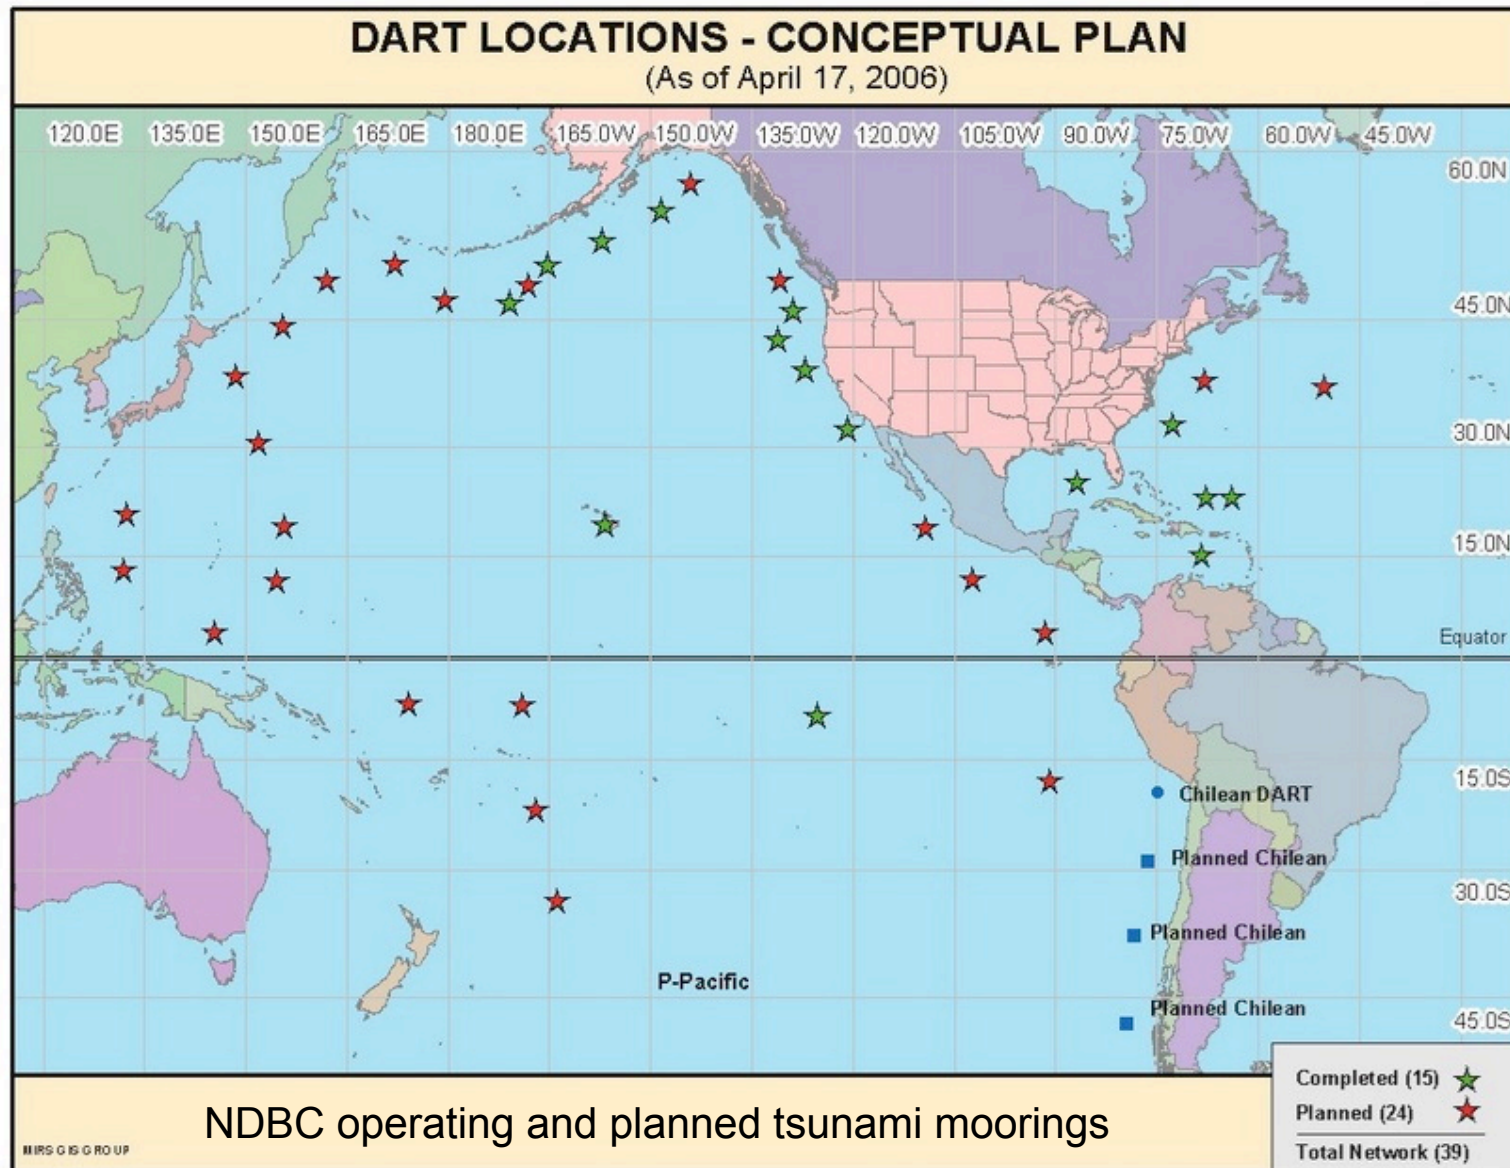 DART LOCATIONS - CONCEPTUAL PLAN
(As of April 17, 2006)
120.0E 135.0E 150.0E 165.0E 180.0E 165.0W 150.0W 135.0W 120.0W 105.0W 90.0W 75.0W 60.0W 45.0W
60.0N
45.0N
30.0N
15.0N
Equator
15.0S
Chilean DART
Planned Chilean
30.0S
Planned Chilean
P-Pacific
Planned Chilean
45.0S
Completed (15)
Planned (24)
Total Network (39)
NDBC operating and planned tsunami moorings
MIRS GIS GROUP